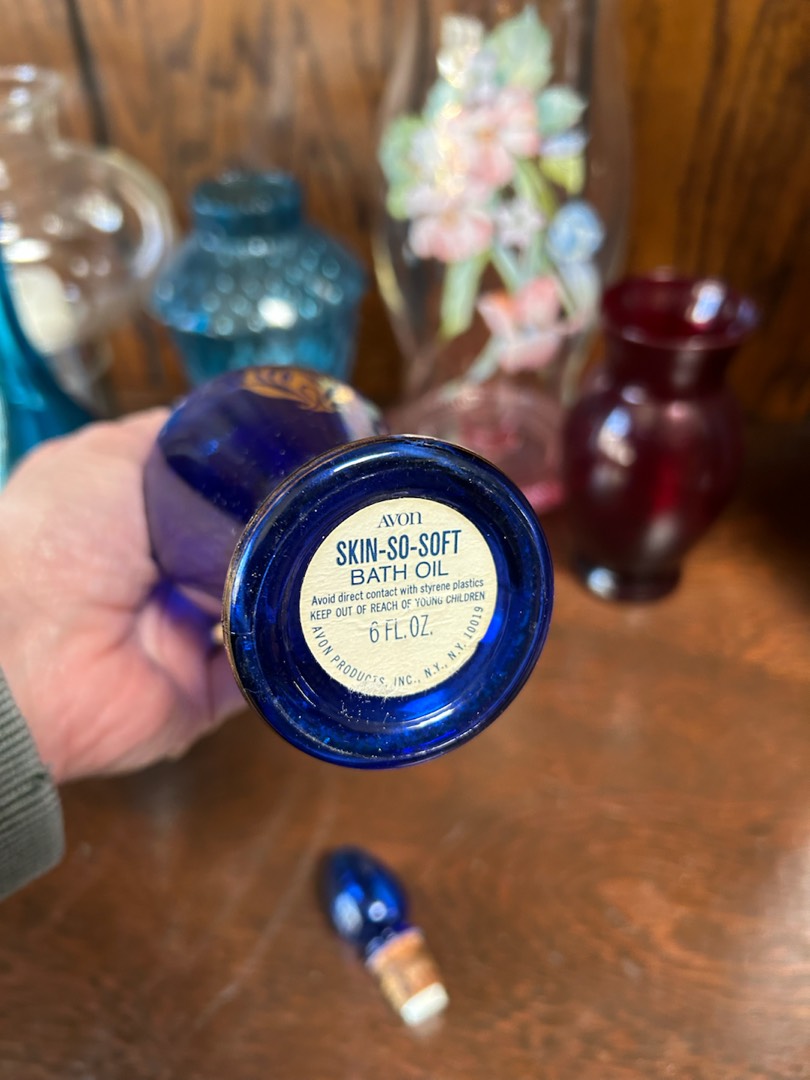 AVON
SKIN-SO-SOFT
BATH OIL
Avoid direct contact with styrene plastics
KEEP OUT OF REACH OF YOUNG CHILDREN
6 FL. OZ.
AVON PRODUCTS, INC., N.Y., N.Y. 10019